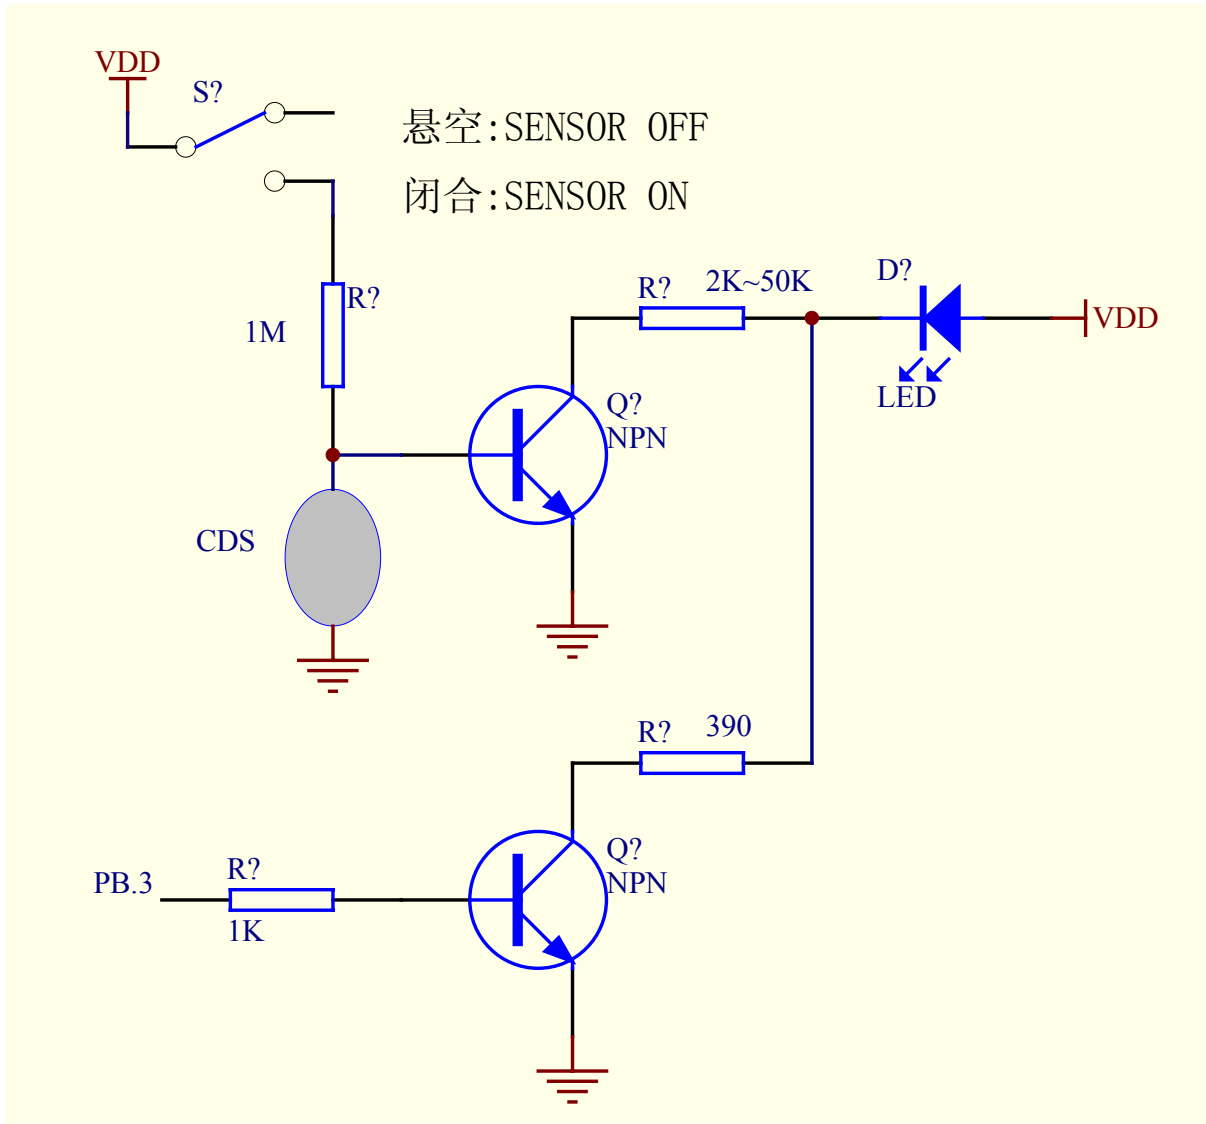 VDD
S?
悬空:SENSOR OFF
闭合:SENSOR ON
R?
1M
R?
2K~50K
D?
VDD
LED
Q?
NPN
CDS
R?
390
Q?
NPN
PB.3
R?
1K